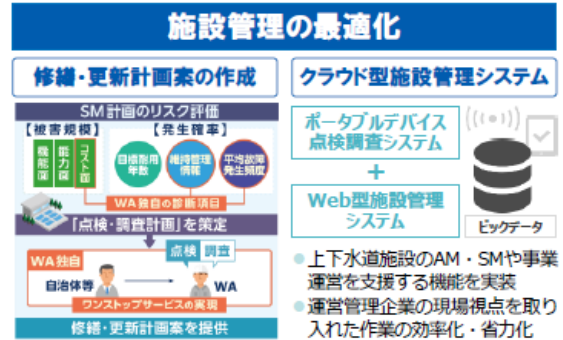 施設管理の最適化
修繕・更新計画案の作成
SM計画のリスク評価
【被害規模】
【発生確率】
機能面
能力面
コスト面
目標耐用年数
維持管理情報
平均故障発生頻度
WA独自の診断項目
「点検・調査計画」を策定
WA独自
点検
調査
自治体等
WA
ワンストップサービスの実現
修繕・更新計画案を提供
クラウド型施設管理システム
ポータブルデバイス
点検調査システム
+
Web型施設管理
システム
ビックデータ
●上下水道施設のAM・SMや事業
運営を支援する機能を実装
●運営管理企業の現場視点を取り
入れた作業の効率化・省力化